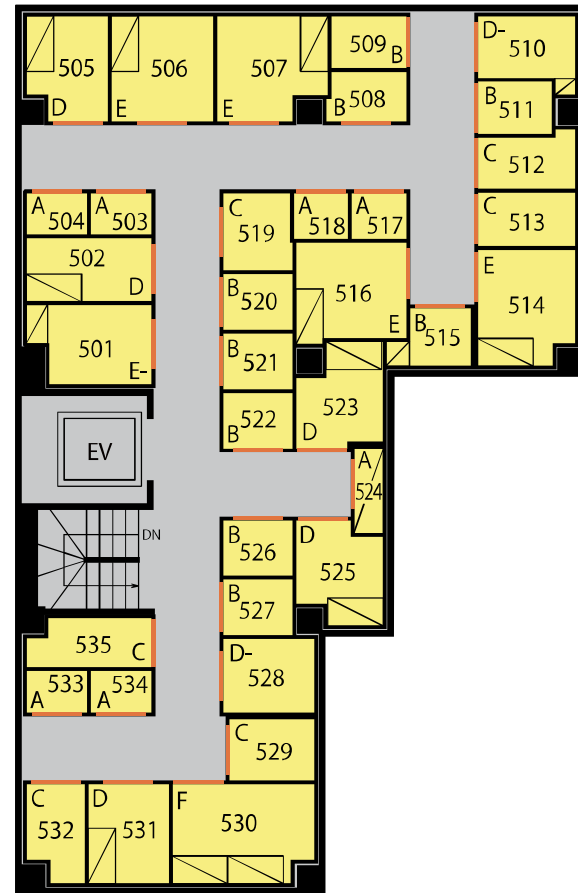 505
D
506
E
507
E
509
B
508
B
D-
510
B
511
C
512
C
513
E
514
A
504
A
503
502
D
501
E-
C
519
A
518
A
517
B
520
516
E
B
521
B
515
522
B
523
D
A
524
EV
DN
B
526
D
525
B
527
535
C
533
A
534
A
D-
528
C
529
C
532
D
531
F
530